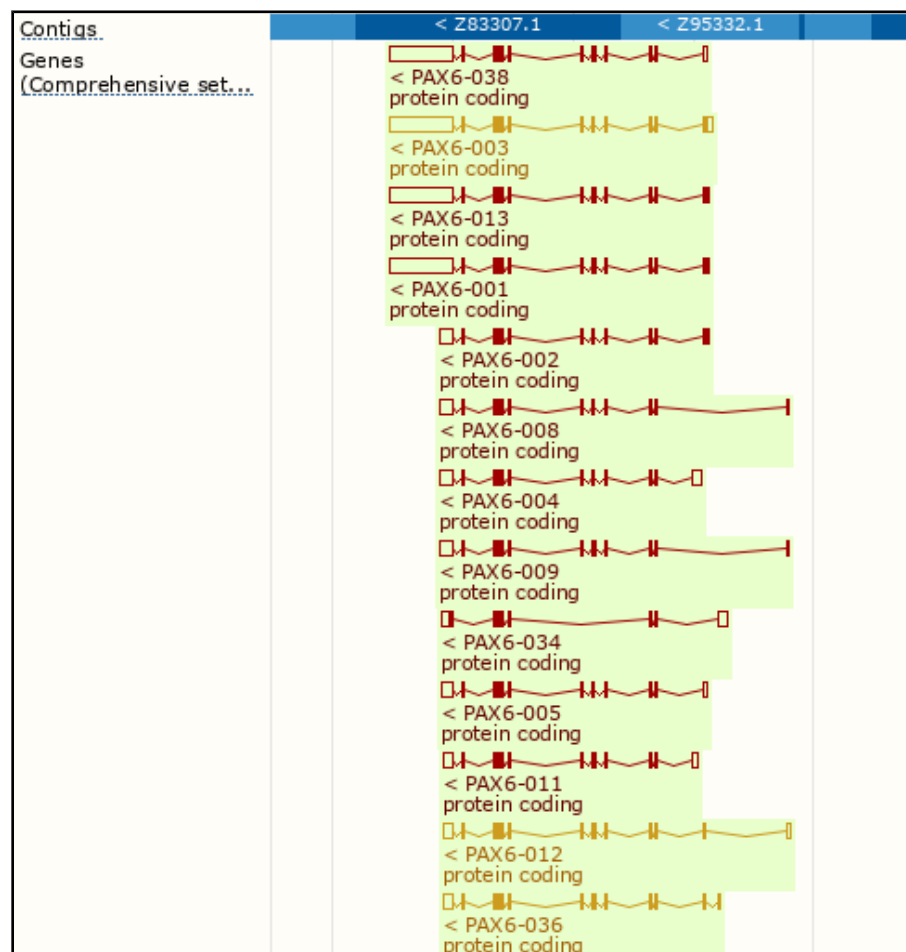 Contigs
< Z83307.1
< Z95332.1
Genes
(Comprehensive set...
< PAX6-038
protein coding
< PAX6-003
protein coding
< PAX6-013
protein coding
< PAX6-001
protein coding
< PAX6-002
protein coding
< PAX6-008
protein coding
< PAX6-004
protein coding
< PAX6-009
protein coding
< PAX6-034
protein coding
< PAX6-005
protein coding
< PAX6-011
protein coding
< PAX6-012
protein coding
< PAX6-036
protein coding